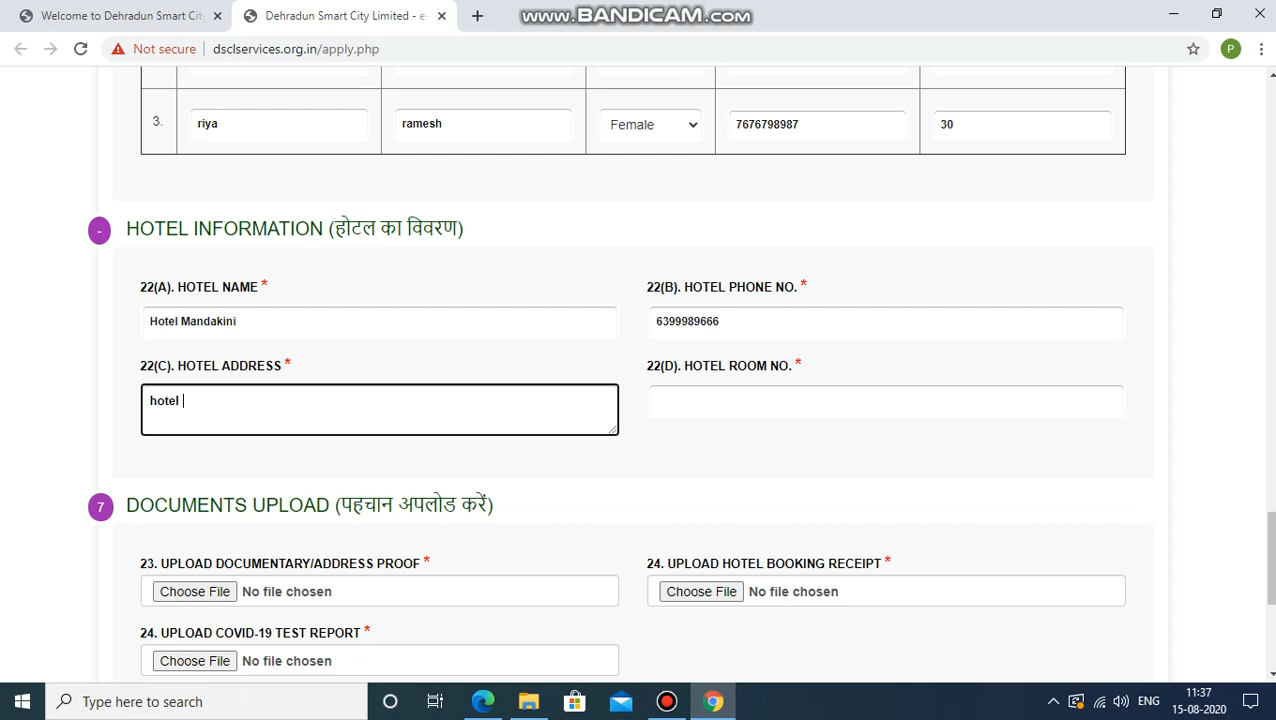 Welcome to Dehradun Smart City
Dehradun Smart City Limited - e-
www.BANDICAM.com
Not secure
dsclservices.org.in/apply.php
P
3.
riya
ramesh
Female
7676798987
30
-
HOTEL INFORMATION (होटल का विवरण)
22(A). HOTEL NAME *
22(B). HOTEL PHONE NO. *
Hotel Mandakini
6399989666
22(C). HOTEL ADDRESS *
22(D). HOTEL ROOM NO. *
hotel
7
DOCUMENTS UPLOAD (पहचान अपलोड करें)
23. UPLOAD DOCUMENTARY/ADDRESS PROOF *
24. UPLOAD HOTEL BOOKING RECEIPT *
Choose File No file chosen
Choose File No file chosen
24. UPLOAD COVID-19 TEST REPORT *
Choose File No file chosen
Type here to search
ENG
11:37
15-08-2020